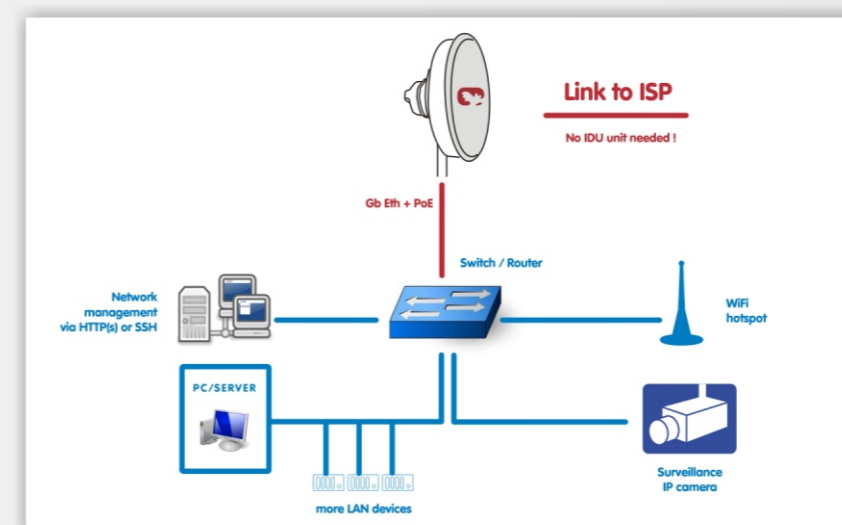 Link to ISP
No IDU unit needed !
Gb Eth + PoE
Switch / Router
Network
management
via HTTP(s) or SSH
WiFi
hotspot
PC/SERVER
more LAN devices
Surveillance
IP camera